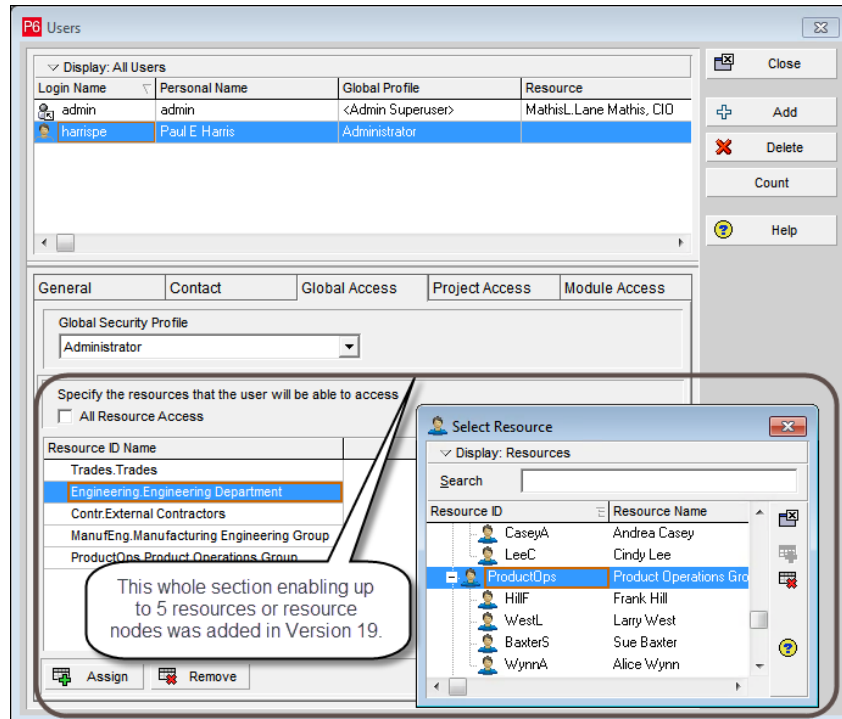 P6 Users
Display: All Users
Login Name Personal Name Global Profile Resource
admin admin <Admin Superuser> MathisL.Lane Mathis, CIO
harrispe Paul E Harris Administrator
Close
Add
Delete
Count
Help
General Contact Global Access Project Access Module Access
Global Security Profile
Administrator
Specify the resources that the user will be able to access
All Resource Access
Resource ID Name
Trades.Trades
Engineering.Engineering Department
Contr.External Contractors
ManufEng.Manufacturing Engineering Group
ProductOps.Product Operations Group
This whole section enabling up
to 5 resources or resource
nodes was added in Version 19.
Assign Remove
Select Resource
Display: Resources
Search
Resource ID Resource Name
CaseyA Andrea Casey
LeeC Cindy Lee
ProductOps Product Operations Gro
HillF Frank Hill
WestL Larry West
BaxterS Sue Baxter
WynnA Alice Wynn